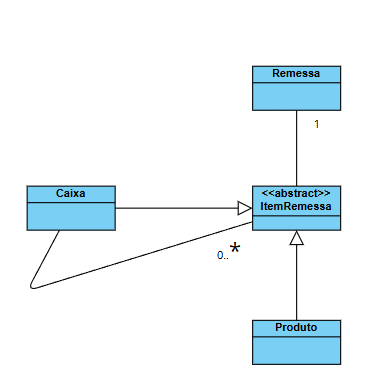 Remessa
1
Caixa
<<abstract>>
ItemRemessa
0..*
Produto